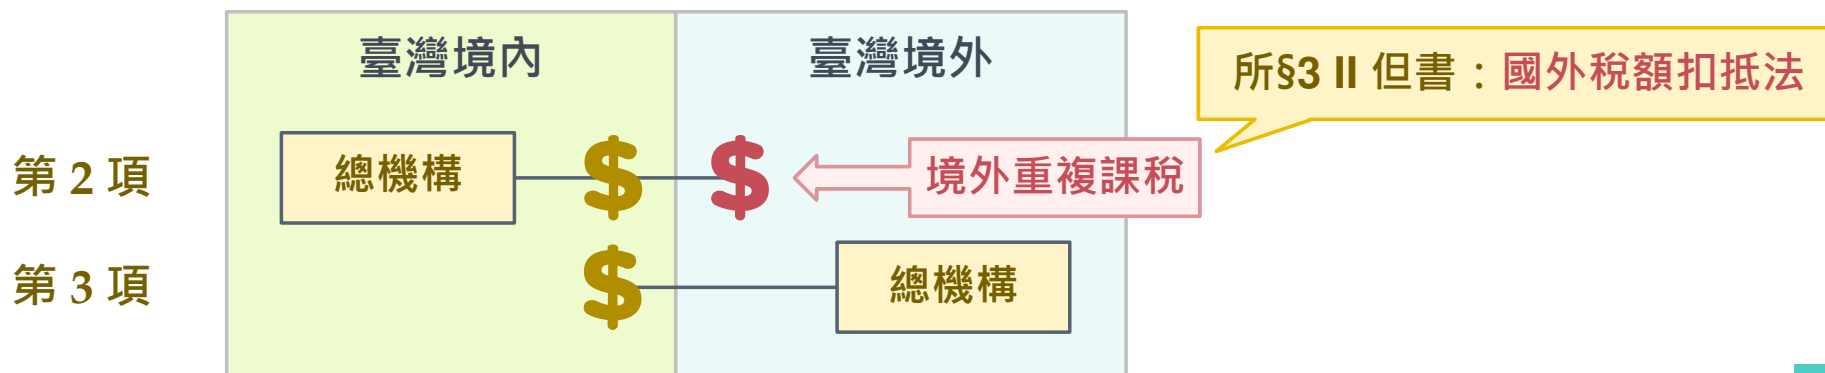 臺灣境內
臺灣境外
所§3 II 但書：國外稅額扣抵法
第 2 項
總機構
$
$
境外重複課稅
第 3 項
$
總機構